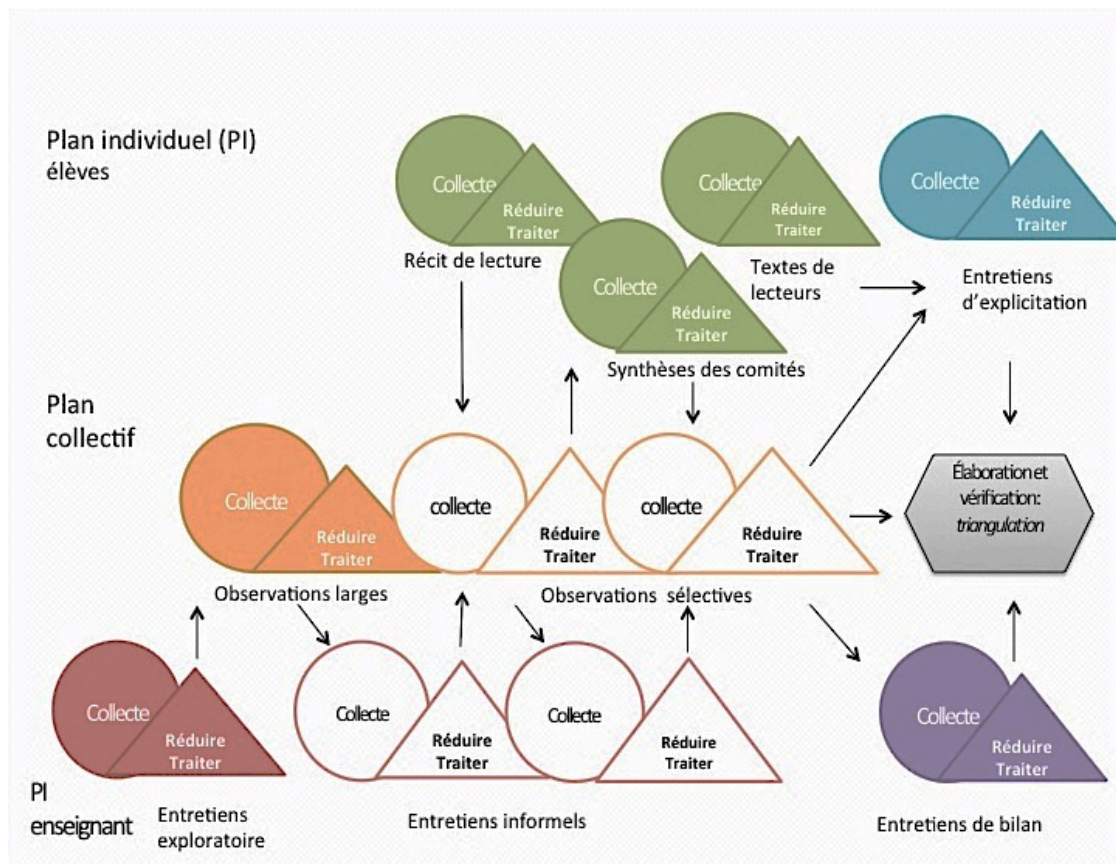 Plan individuel (PI)
élèves
Collecte
Réduire
Traiter
Récit de lecture
Collecte
Réduire
Traiter
Synthèses des comités
Collecte
Réduire
Traiter
Textes de
lecteurs
Collecte
Réduire
Traiter
Entretiens
d’explicitation
Plan
collectif
Collecte
Réduire
Traiter
Observations larges
collecte
Réduire
Traiter
collecte
Réduire
Traiter
Observations sélectives
Élaboration et
vérification:
triangulation
PI
enseignant
Collecte
Réduire
Traiter
Entretiens
exploratoire
Collecte
Réduire
Traiter
Collecte
Réduire
Traiter
Entretiens informels
Collecte
Réduire
Traiter
Entretiens de bilan